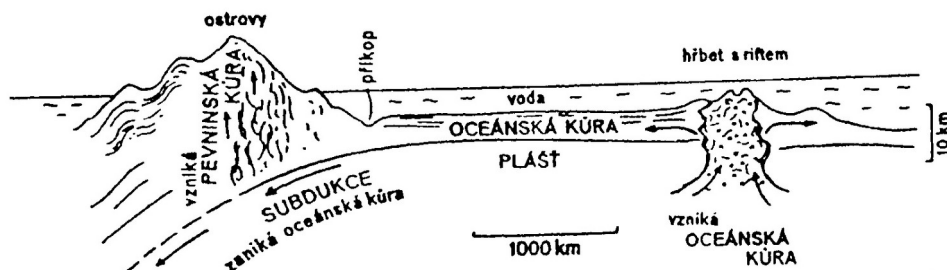 ostrovy
příkop
hřbet s riftem
voda
vzniká
PEVNINSKÁ
KŮRA
OCEÁNSKÁ KŮRA
PLÁŠŤ
10 km
SUBDUKCE
zaniká oceánská kůra
1000 km
vzniká
OCEÁNSKÁ
KŮRA